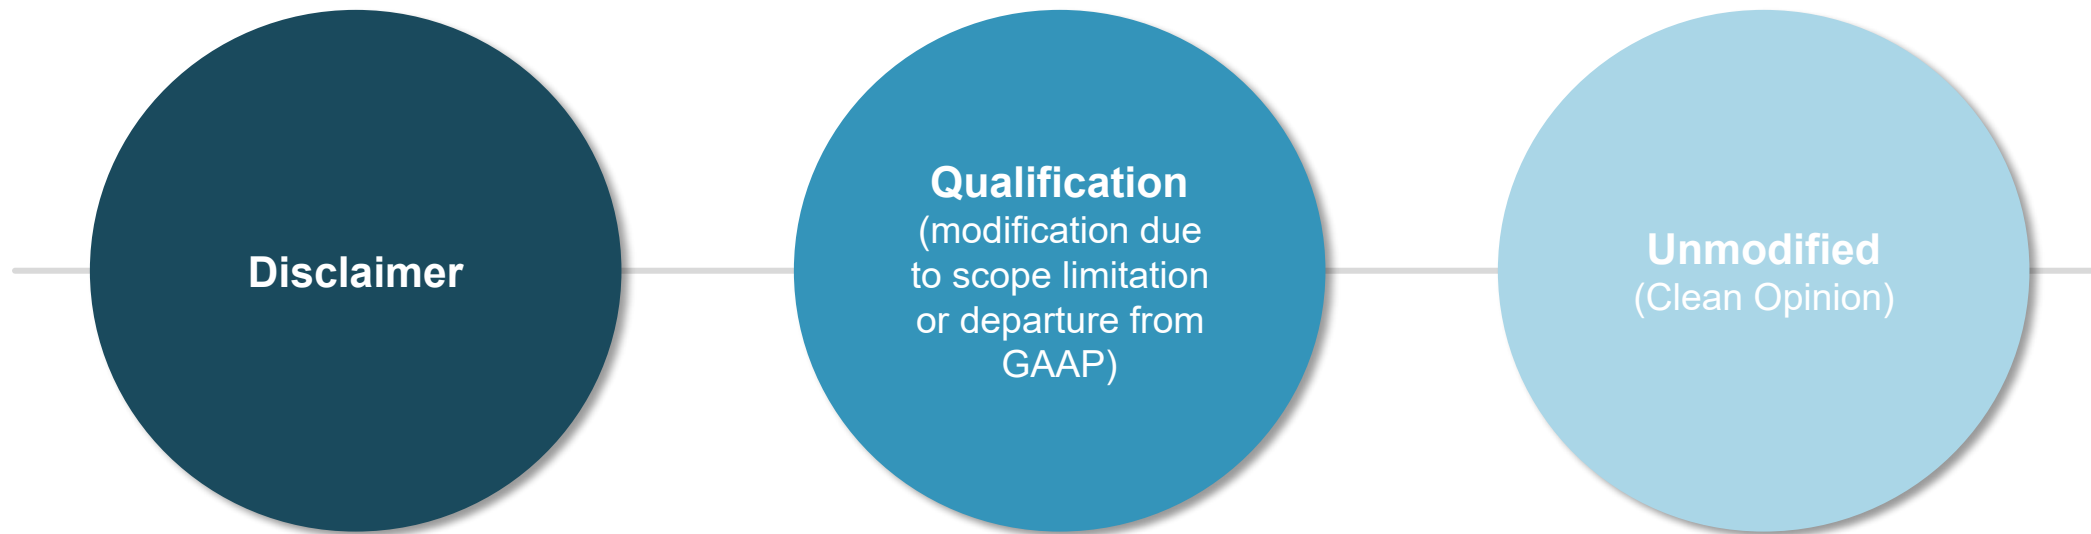 Disclaimer
Qualification
(modification due
to scope limitation
or departure from
GAAP)
Unmodified
(Clean Opinion)